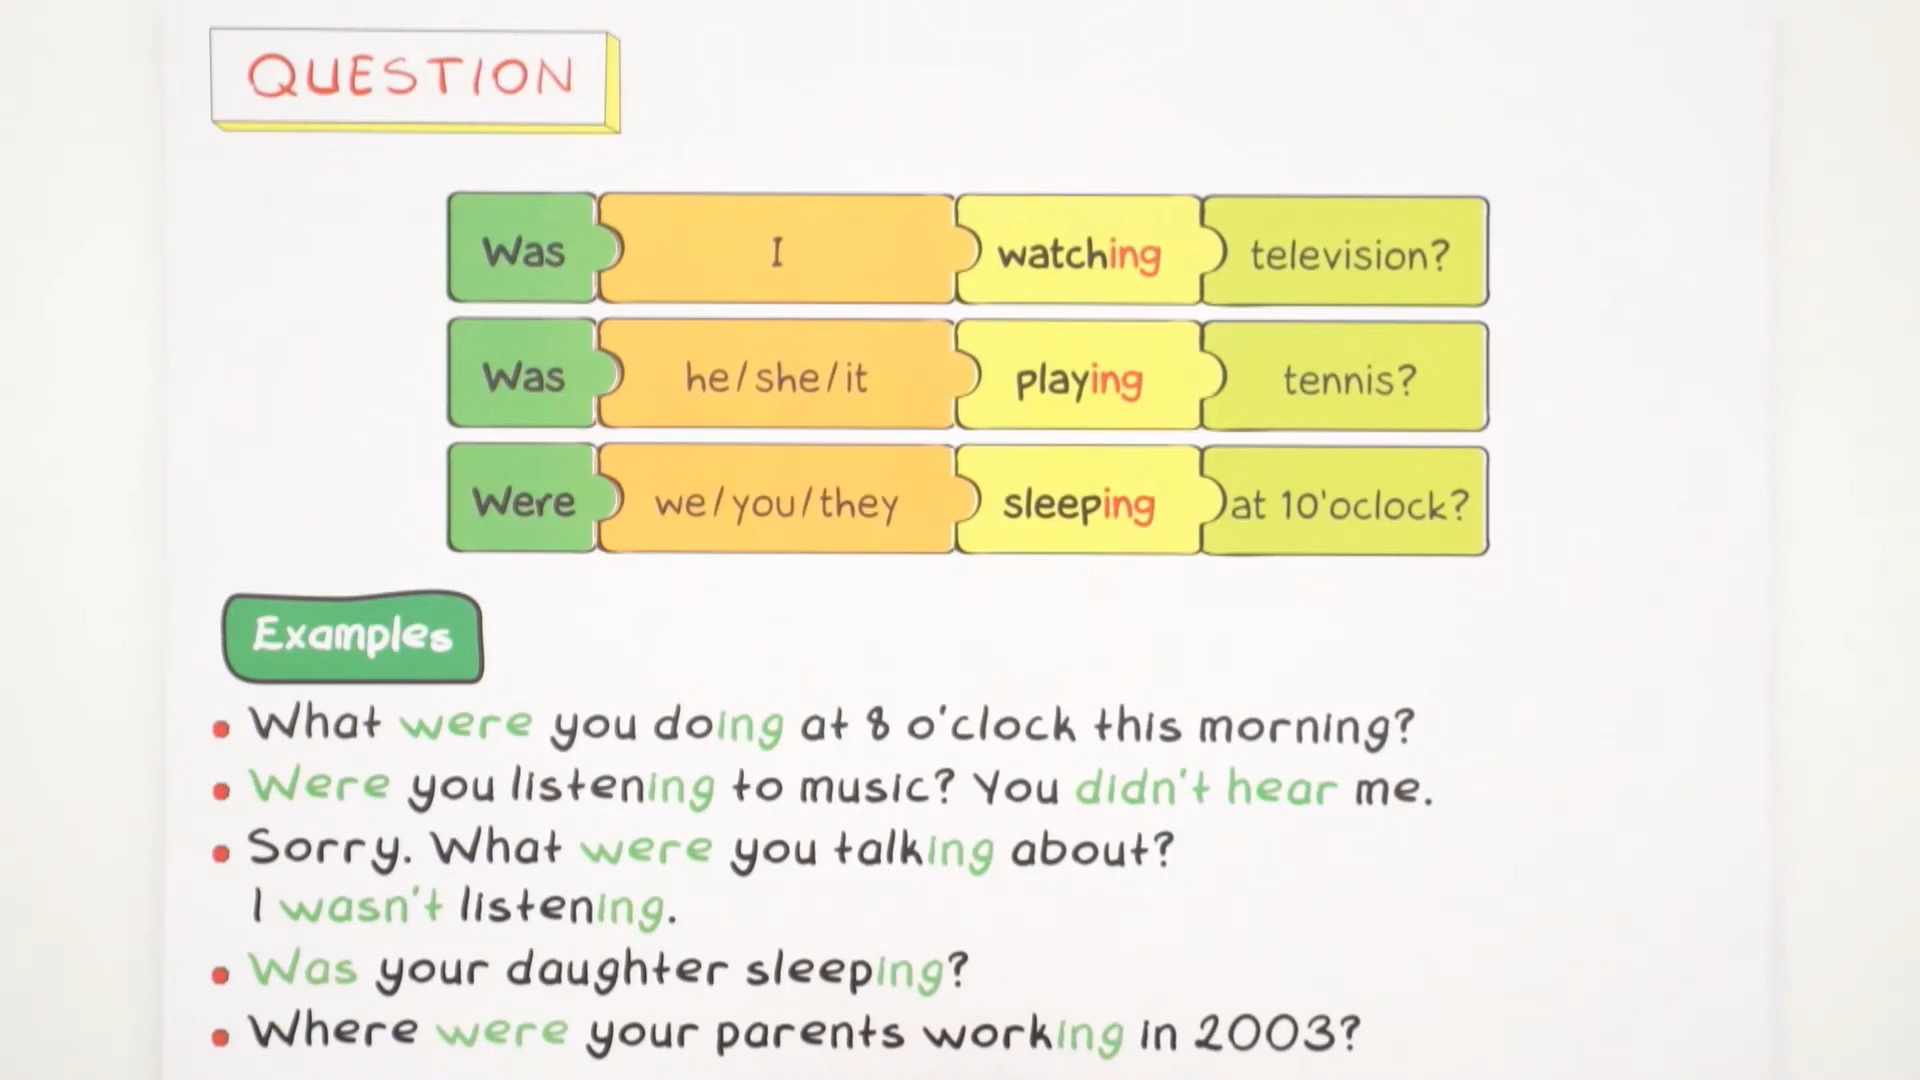 QUESTION
Was I watching television?
Was he/she/it playing tennis?
Were we/you/they sleeping at 10'oclock?
Examples
What were you doing at 8 o'clock this morning?
Were you listening to music? You didn't hear me.
Sorry. What were you talking about?
I wasn't listening.
Was your daughter sleeping?
Where were your parents working in 2003?